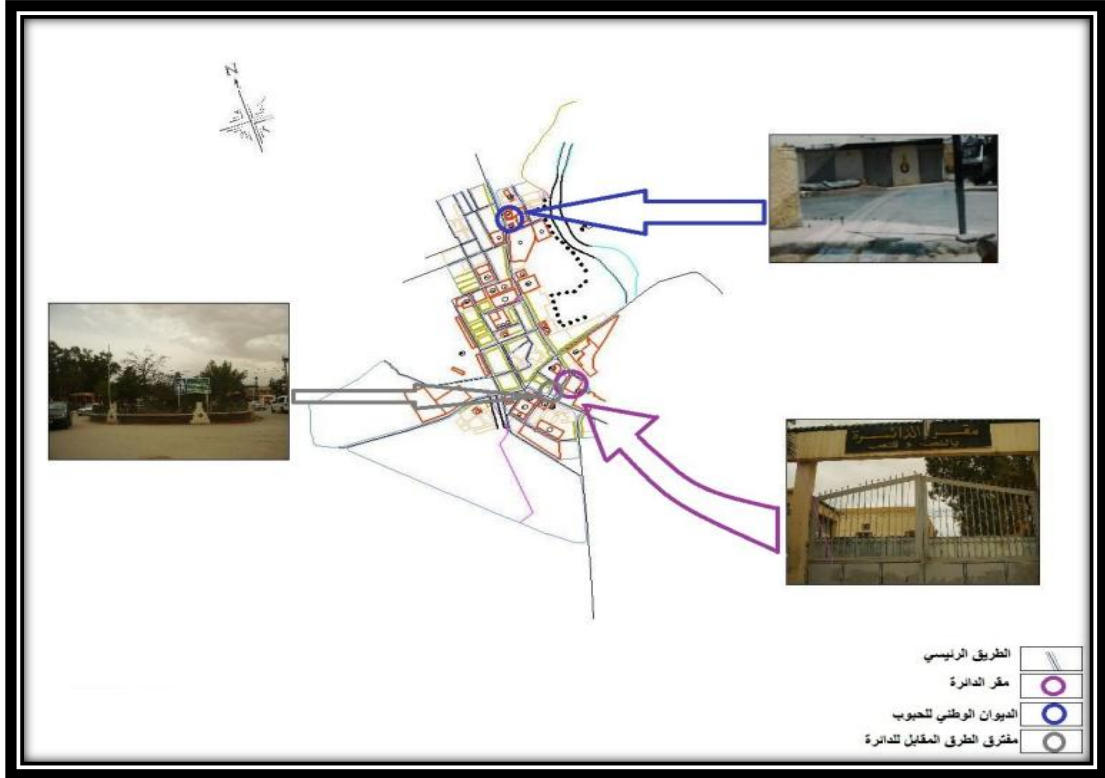 N
مقر الدائرة
الطريق الرئيسي
مقر الدائرة
الديوان الوطني للحبوب
مفترق الطرق المقابل للدائرة